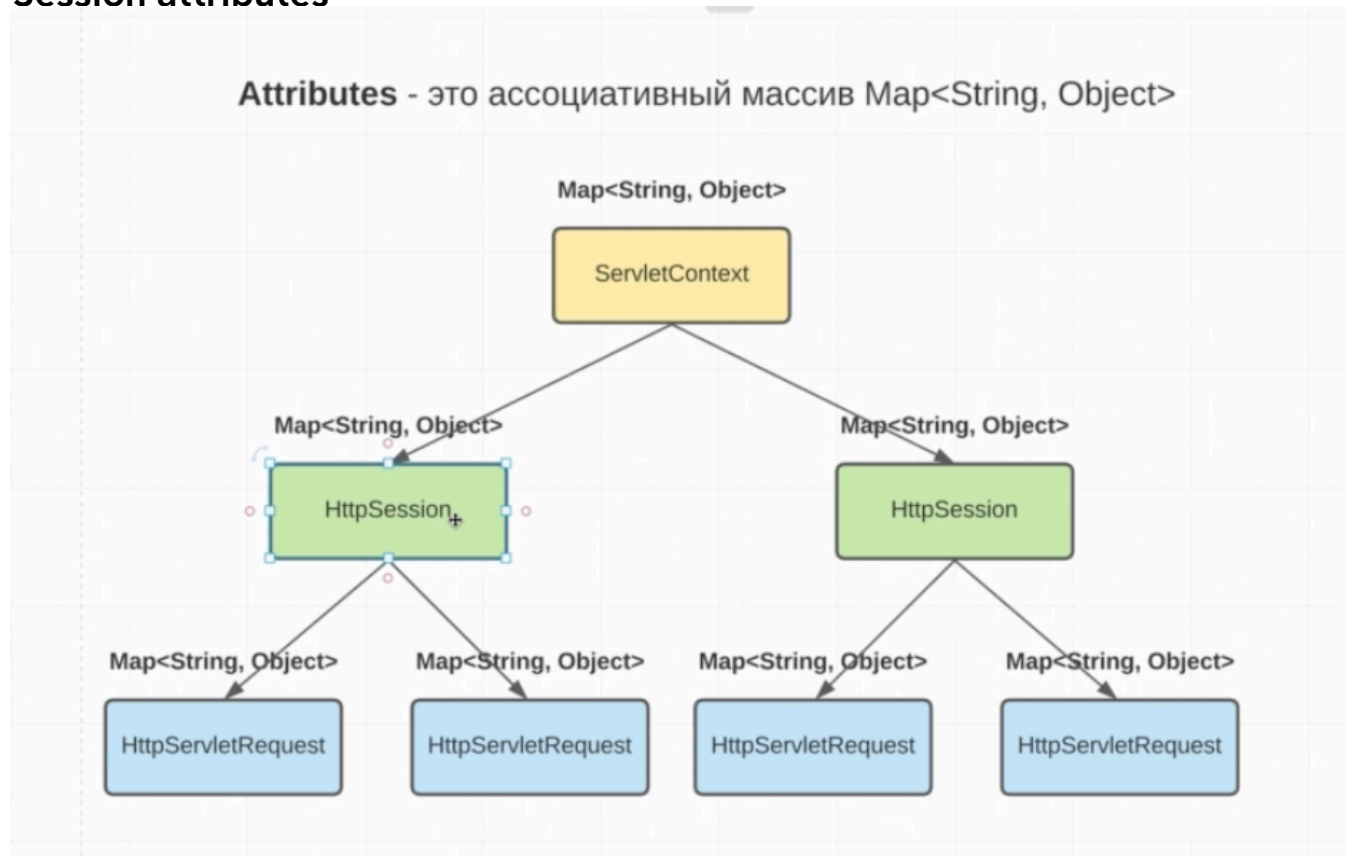 Session attributes
Attributes - это ассоциативный массив Map<String, Object>
Map<String, Object>
ServletContext
Map<String, Object>
Map<String, Object>
HttpSession
HttpSession
Map<String, Object>
Map<String, Object>
Map<String, Object>
Map<String, Object>
HttpServletRequest
HttpServletRequest
HttpServletRequest
HttpServletRequest